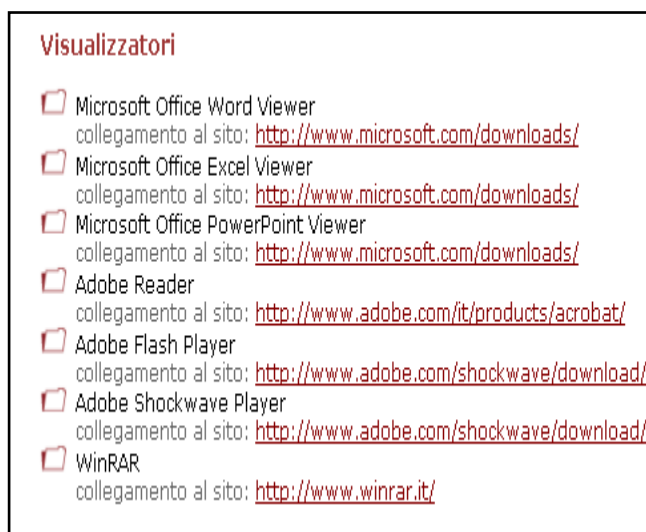 Visualizzatori
Microsoft Office Word Viewer
collegamento al sito: http://www.microsoft.com/downloads/
Microsoft Office Excel Viewer
collegamento al sito: http://www.microsoft.com/downloads/
Microsoft Office PowerPoint Viewer
collegamento al sito: http://www.microsoft.com/downloads/
Adobe Reader
collegamento al sito: http://www.adobe.com/it/products/acrobat/
Adobe Flash Player
collegamento al sito: http://www.adobe.com/shockwave/download/
Adobe Shockwave Player
collegamento al sito: http://www.adobe.com/shockwave/download/
WinRAR
collegamento al sito: http://www.winrar.it/